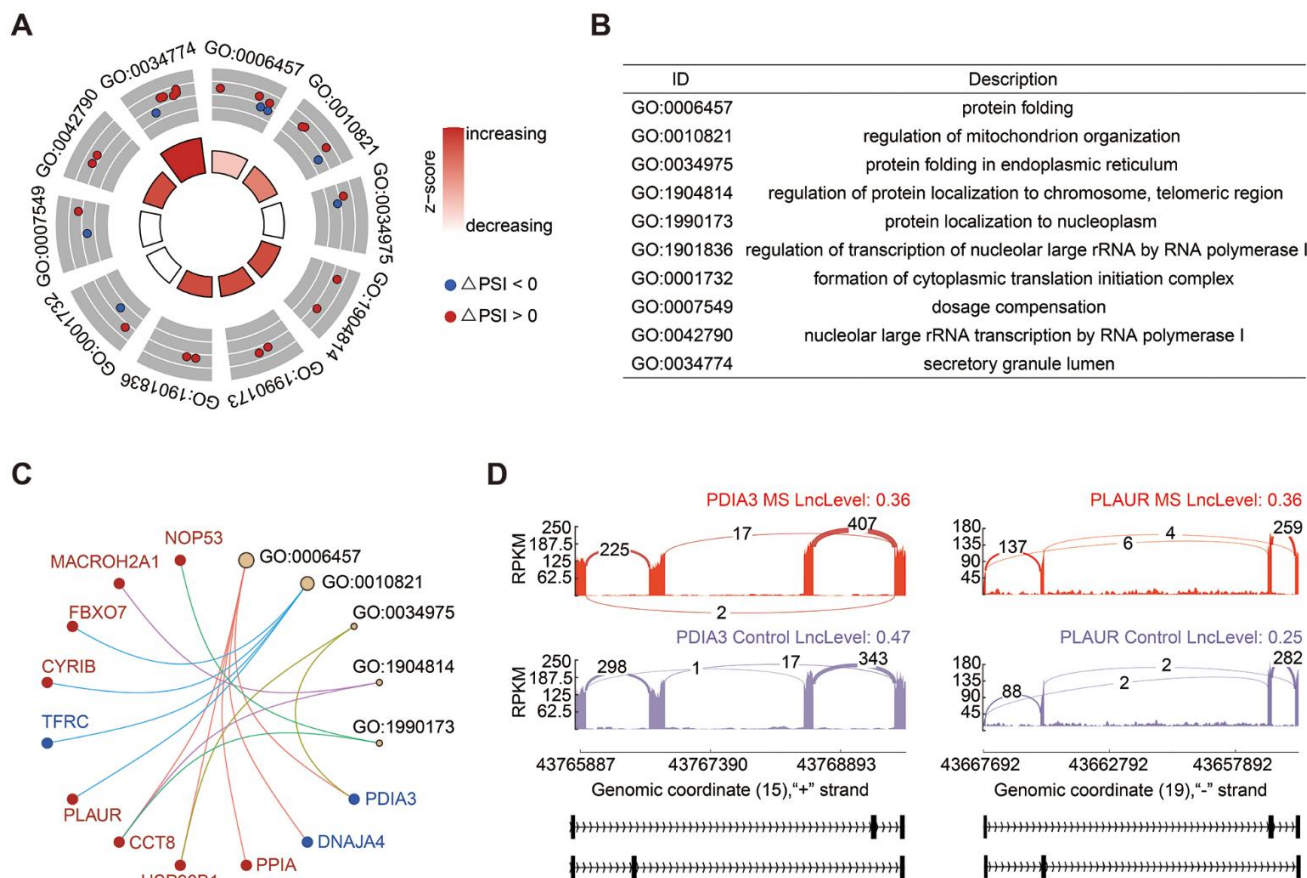 A
GO:0006457
GO:0010821
GO:0034975
GO:1904814
GO:1990173
GO:1901836
GO:0001732
GO:0007549
GO:0042790
GO:0034774
increasing
z-score
decreasing
△PSI < 0
△PSI > 0
B
ID Description
GO:0006457 protein folding
GO:0010821 regulation of mitochondrion organization
GO:0034975 protein folding in endoplasmic reticulum
GO:1904814 regulation of protein localization to chromosome, telomeric region
GO:1990173 protein localization to nucleoplasm
GO:1901836 regulation of transcription of nucleolar large rRNA by RNA polymerase I
GO:0001732 formation of cytoplasmic translation initiation complex
GO:0007549 dosage compensation
GO:0042790 nucleolar large rRNA transcription by RNA polymerase I
GO:0034774 secretory granule lumen
C
NOP53
MACROH2A1
FBXO7
CYRIB
TFRC
PLAUR
CCT8
PPIA
DNAJA4
PDIA3
GO:0006457
GO:0010821
GO:0034975
GO:1904814
GO:1990173
D
PDIA3 MS LncLevel: 0.36
RPKM
250
187.5
125
62.5
225
17
407
2
PDIA3 Control LncLevel: 0.47
RPKM
250
187.5
125
62.5
298
1
17
343
43765887 43767390 43768893
Genomic coordinate (15),"+" strand
PLAUR MS LncLevel: 0.36
180
135
90
45
137
4
6
259
PLAUR Control LncLevel: 0.25
180
135
90
45
88
2
2
282
43667692 43662792 43657892
Genomic coordinate (19),"-" strand